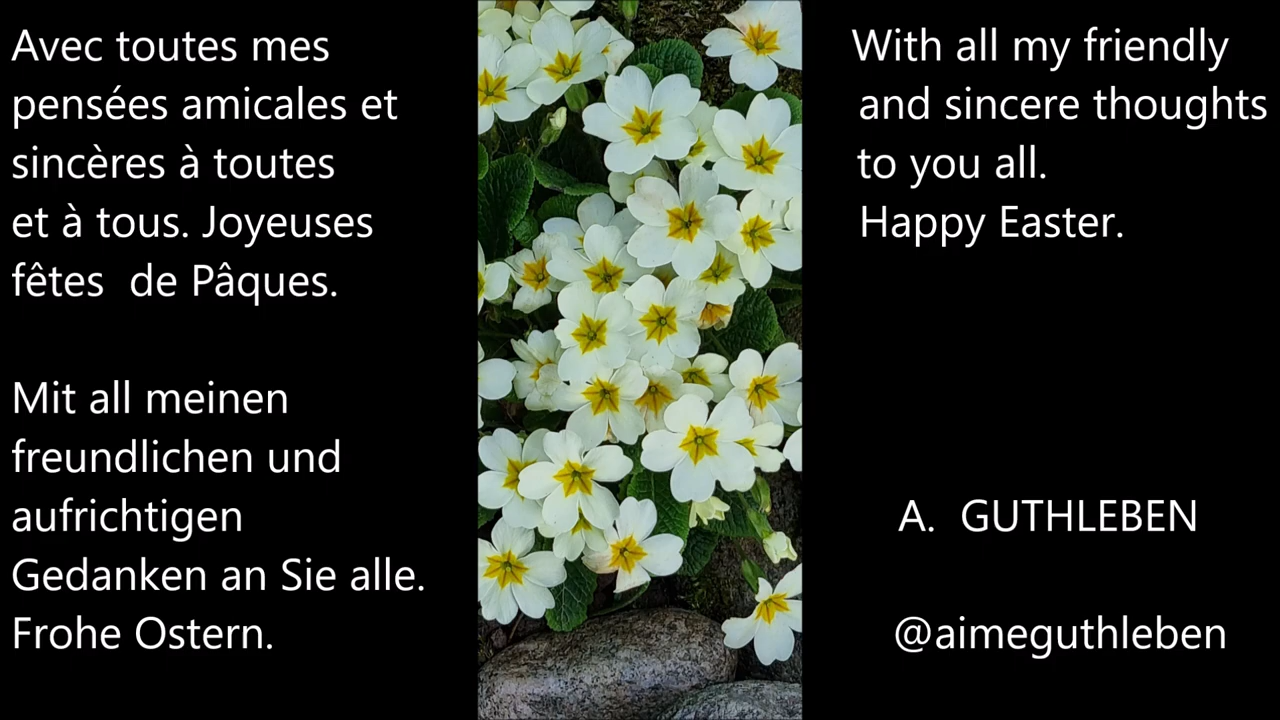 Avec toutes mes
pensées amicales et
sincères à toutes
et à tous. Joyeuses
fêtes  de Pâques.
Mit all meinen
freundlichen und
aufrichtigen
Gedanken an Sie alle.
Frohe Ostern.
With all my friendly
and sincere thoughts
to you all.
Happy Easter.
A.  GUTHLEBEN
@aimeguthleben